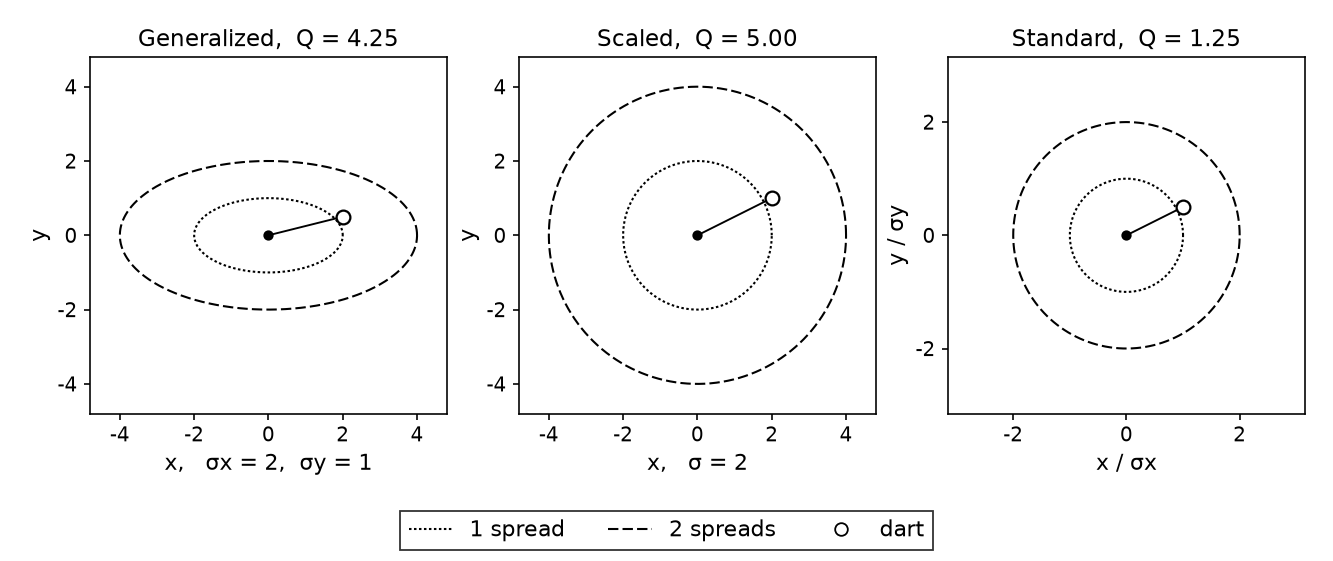 Generalized,  Q = 4.25
4
2
0
-2
-4
y
-4 -2 0 2 4
x,   σx = 2,  σy = 1
Scaled,  Q = 5.00
4
2
0
-2
-4
y
-4 -2 0 2 4
x,   σ = 2
Standard,  Q = 1.25
2
0
-2
y / σy
-2 0 2
x / σx
1 spread 2 spreads dart